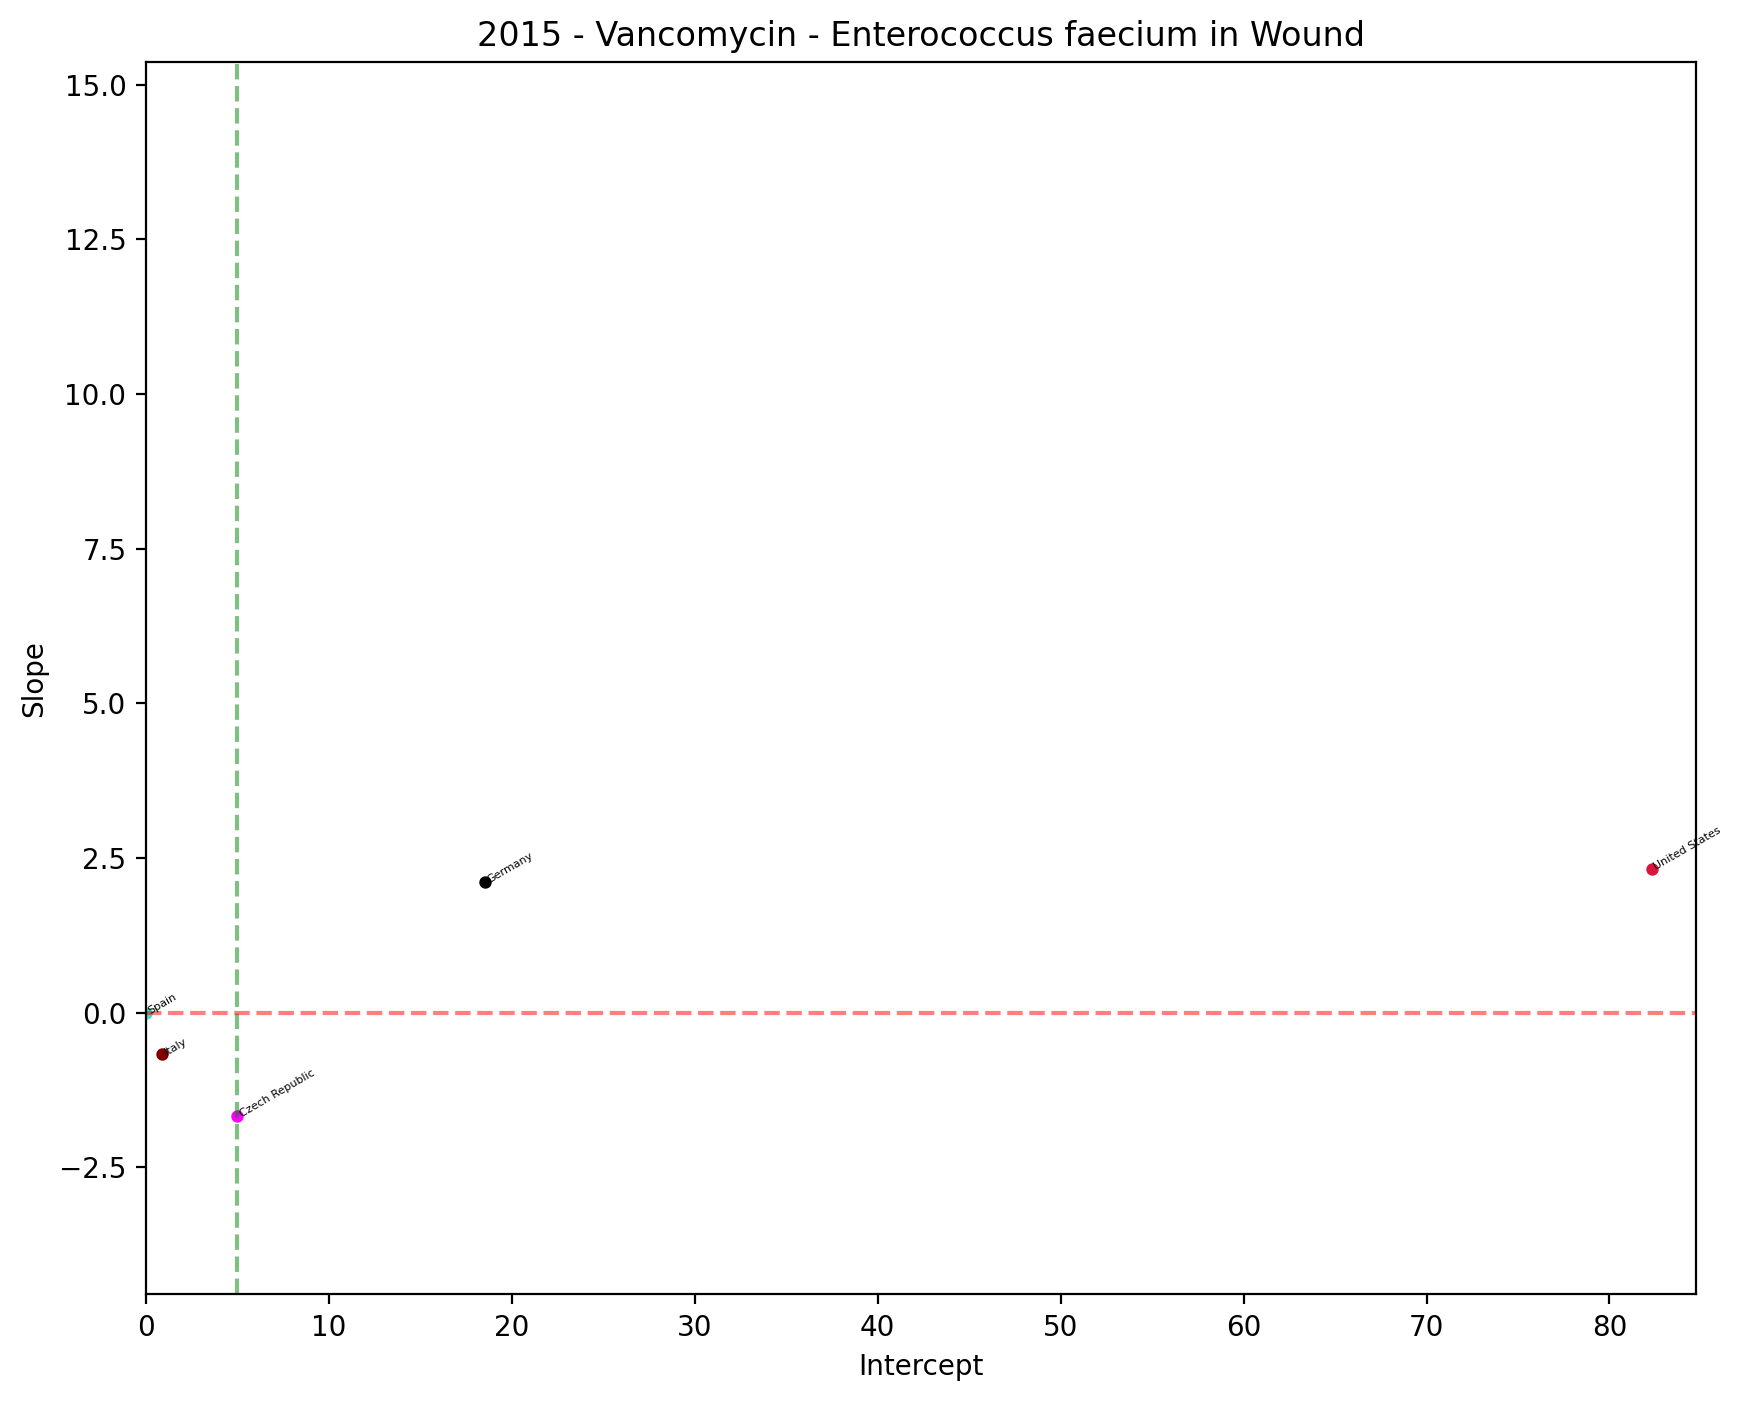 2015 - Vancomycin - Enterococcus faecium in Wound
15.0
12.5
10.0
7.5
5.0
2.5
0.0
−2.5
Slope
United States
Germany
Spain
Italy
Czech Republic
0 10 20 30 40 50 60 70 80
Intercept